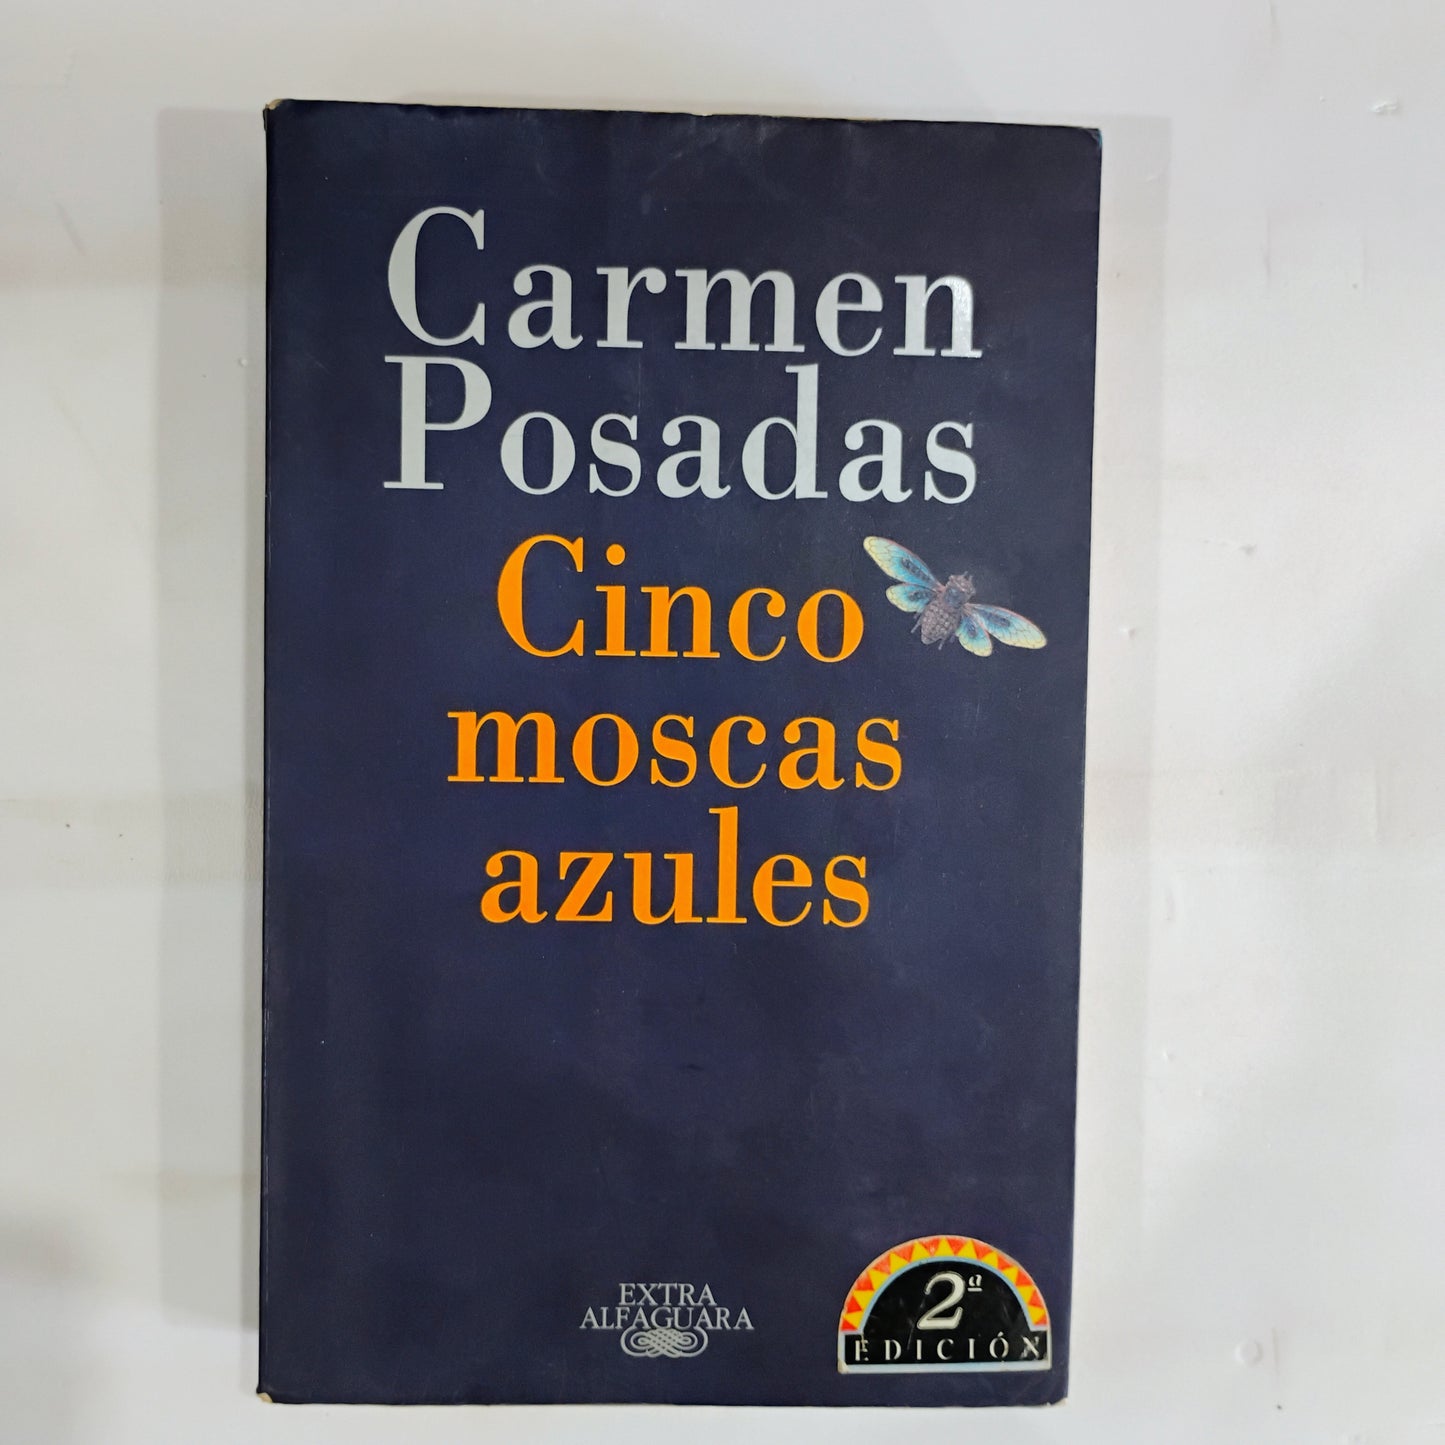 Carmen
Posadas
Cinco
moscas
azules
EXTRA
ALFAGUARA
2ª
EDICIÓN